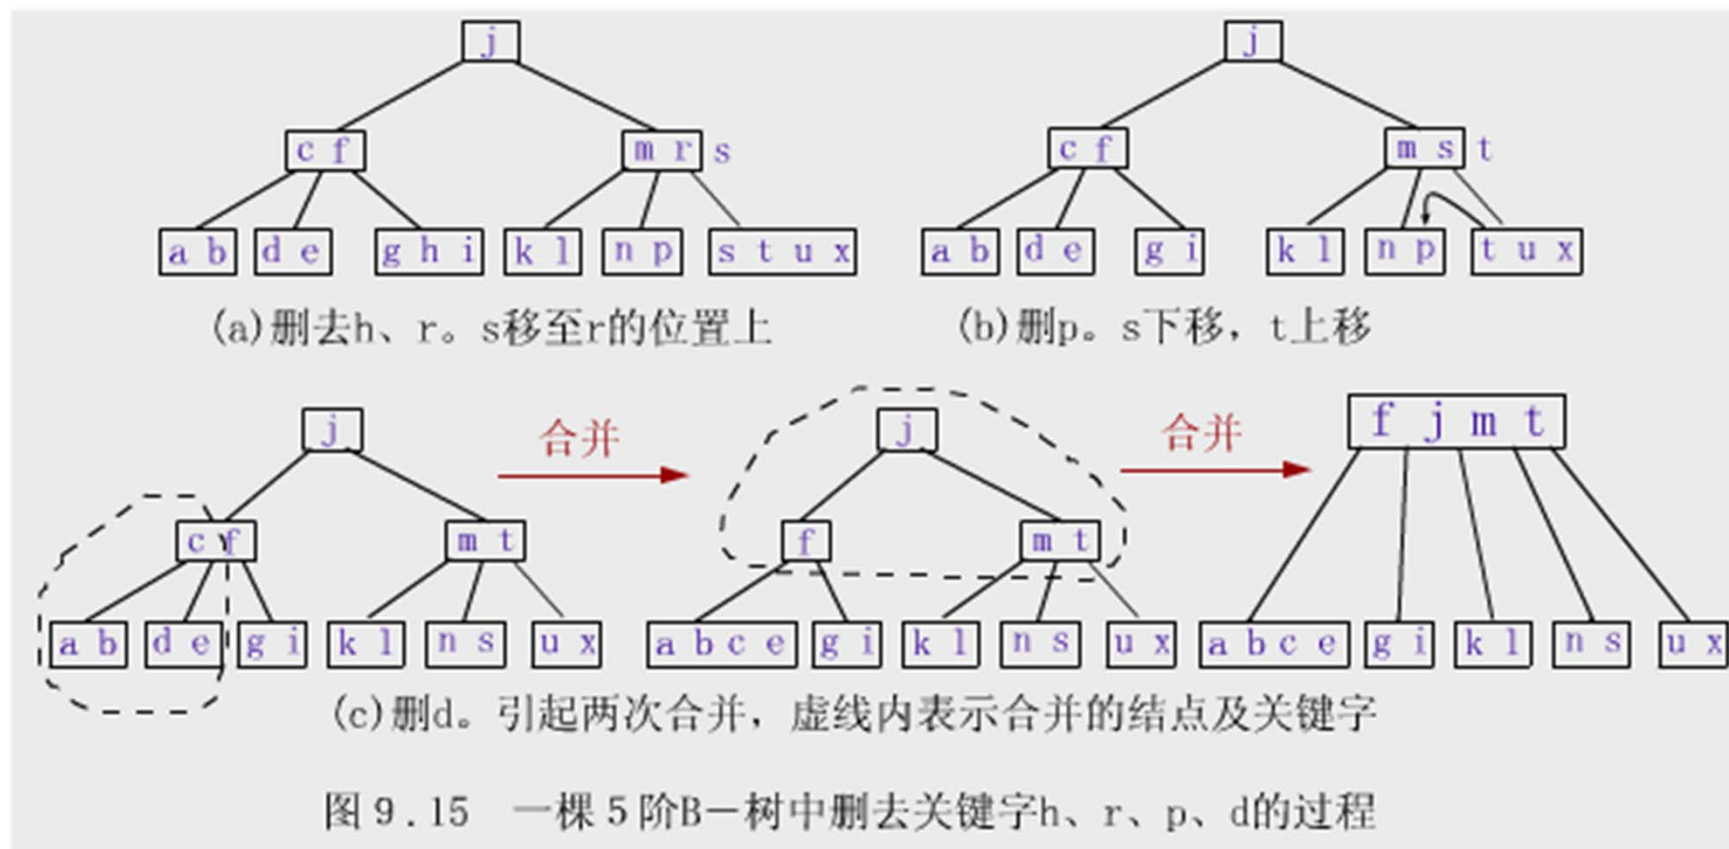 j j
c f m r s c f m s t
a b d e g h i k l n p s t u x a b d e g i k l n p t u x
(a)删去h、r。s移至r的位置上 (b)删p。s下移，t上移
j 合并 j 合并 f j m t
c f m t f m t
a b d e g i k l n s u x a b c e g i k l n s u x a b c e g i k l n s u x
(c)删d。引起两次合并，虚线内表示合并的结点及关键字
图 9.15 一棵 5 阶B－树中删去关键字h、r、p、d的过程